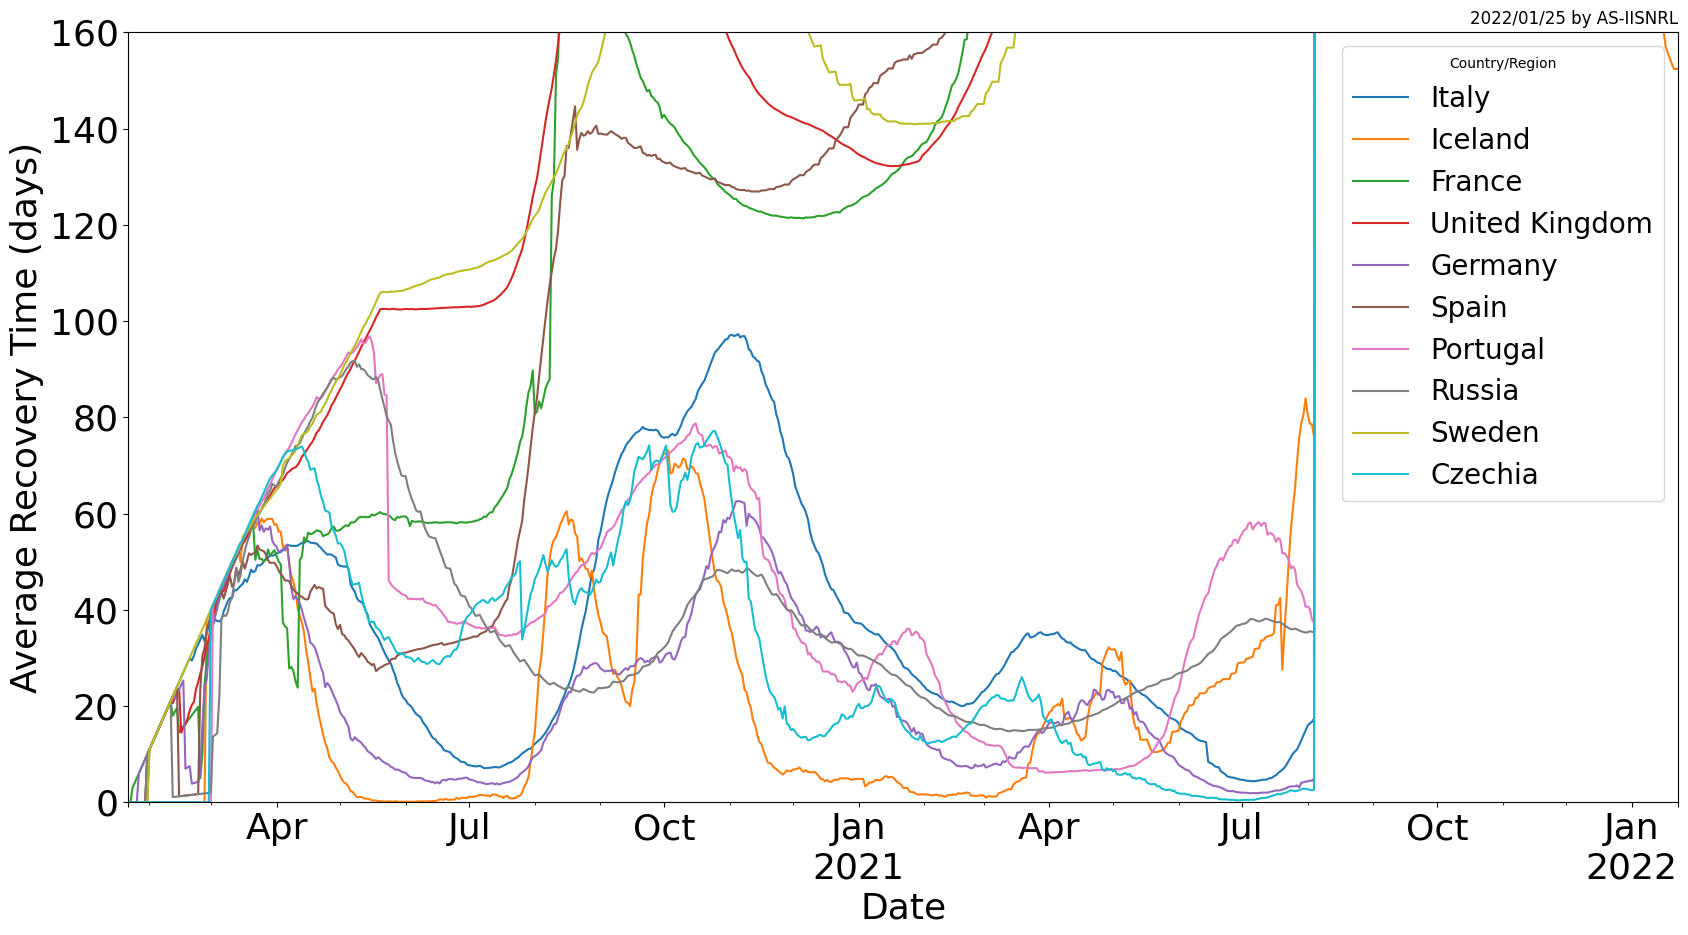 2022/01/25 by AS-IISNRL
160
140
120
100
80
60
40
20
0
Average Recovery Time (days)
Country/Region
Italy
Iceland
France
United Kingdom
Germany
Spain
Portugal
Russia
Sweden
Czechia
Apr Jul Oct Jan Apr Jul Oct Jan
2021 2022
Date